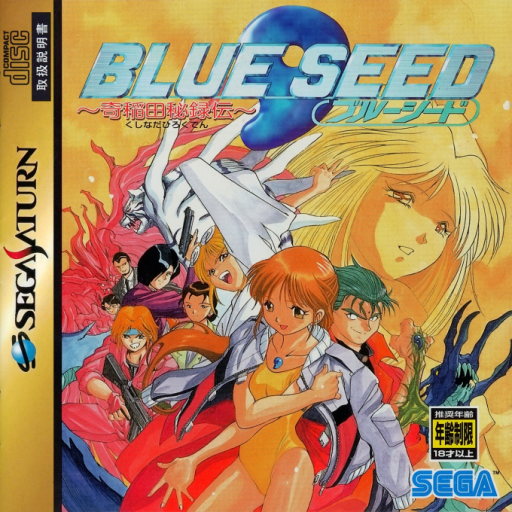 COMPACT
disc
取扱説明書
BLUE SEED
～奇稲田秘録伝～
くしなだひろくでん
ブルーシード
SEGA SATURN
推奨年齢
年齢制限
18才以上
SEGA™